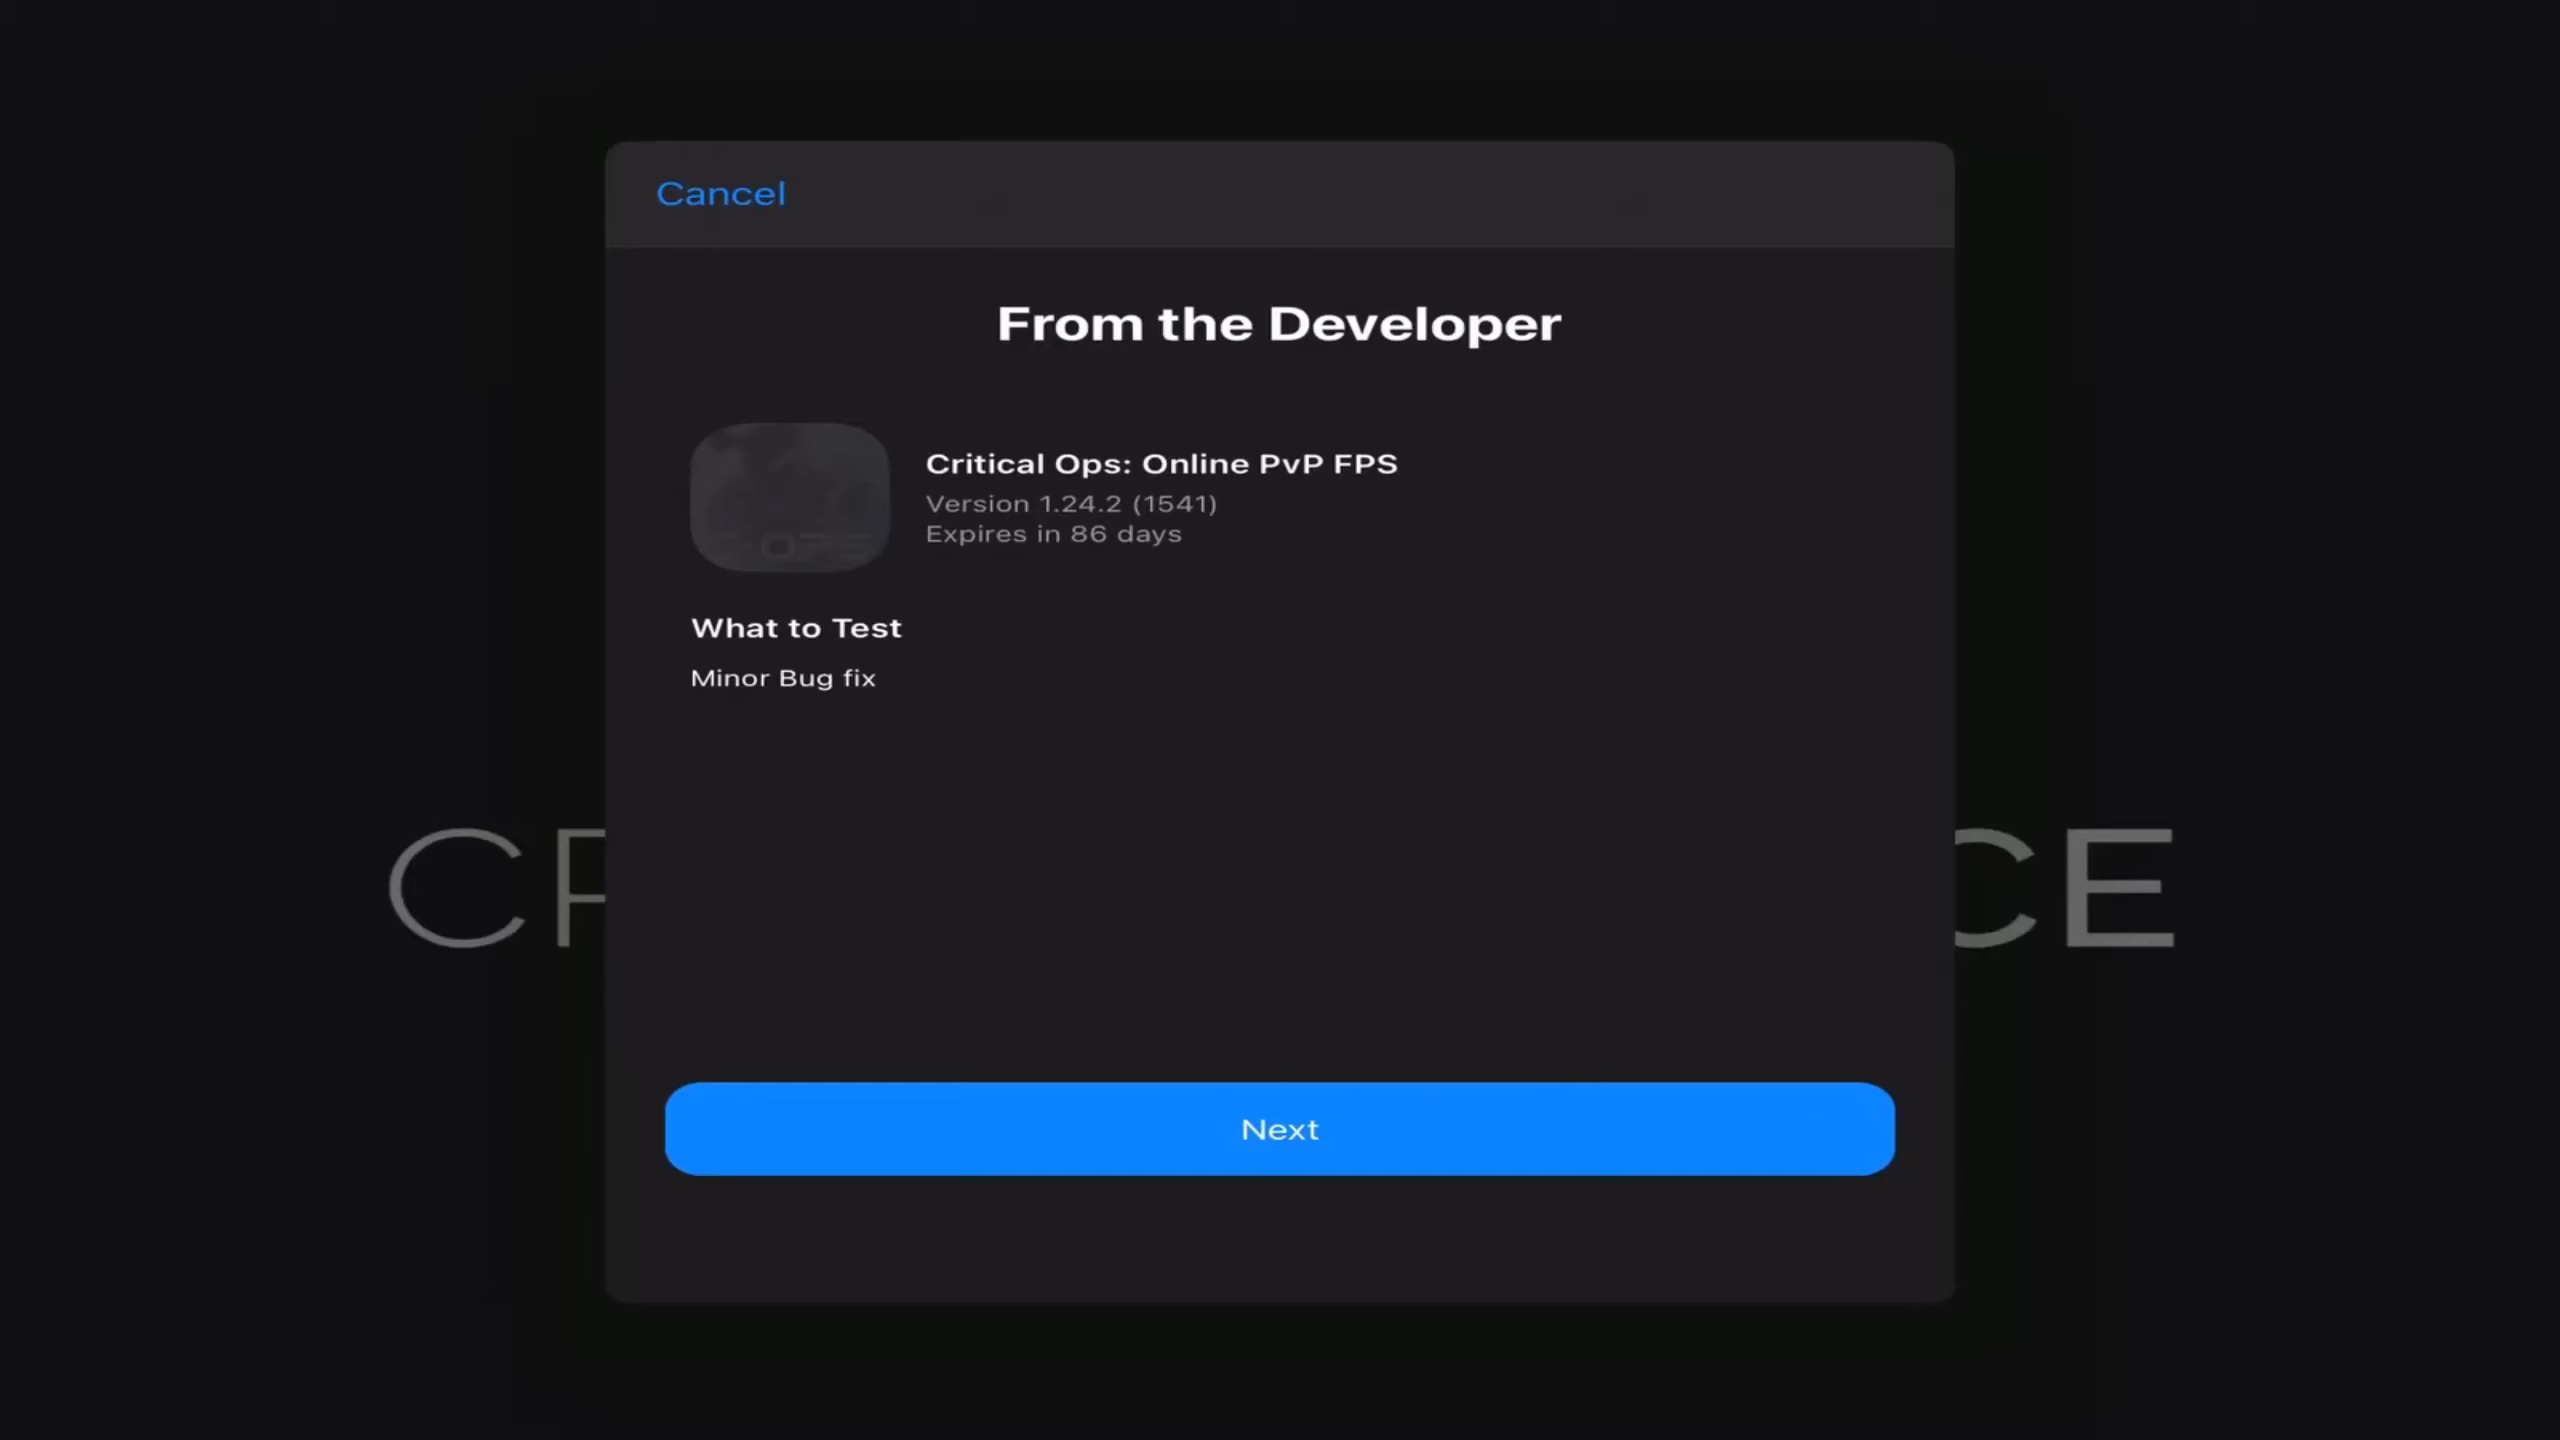 Cancel
From the Developer
Critical Ops: Online PvP FPS
Version 1.24.2 (1541)
Expires in 86 days
What to Test
Minor Bug fix
CE
Next